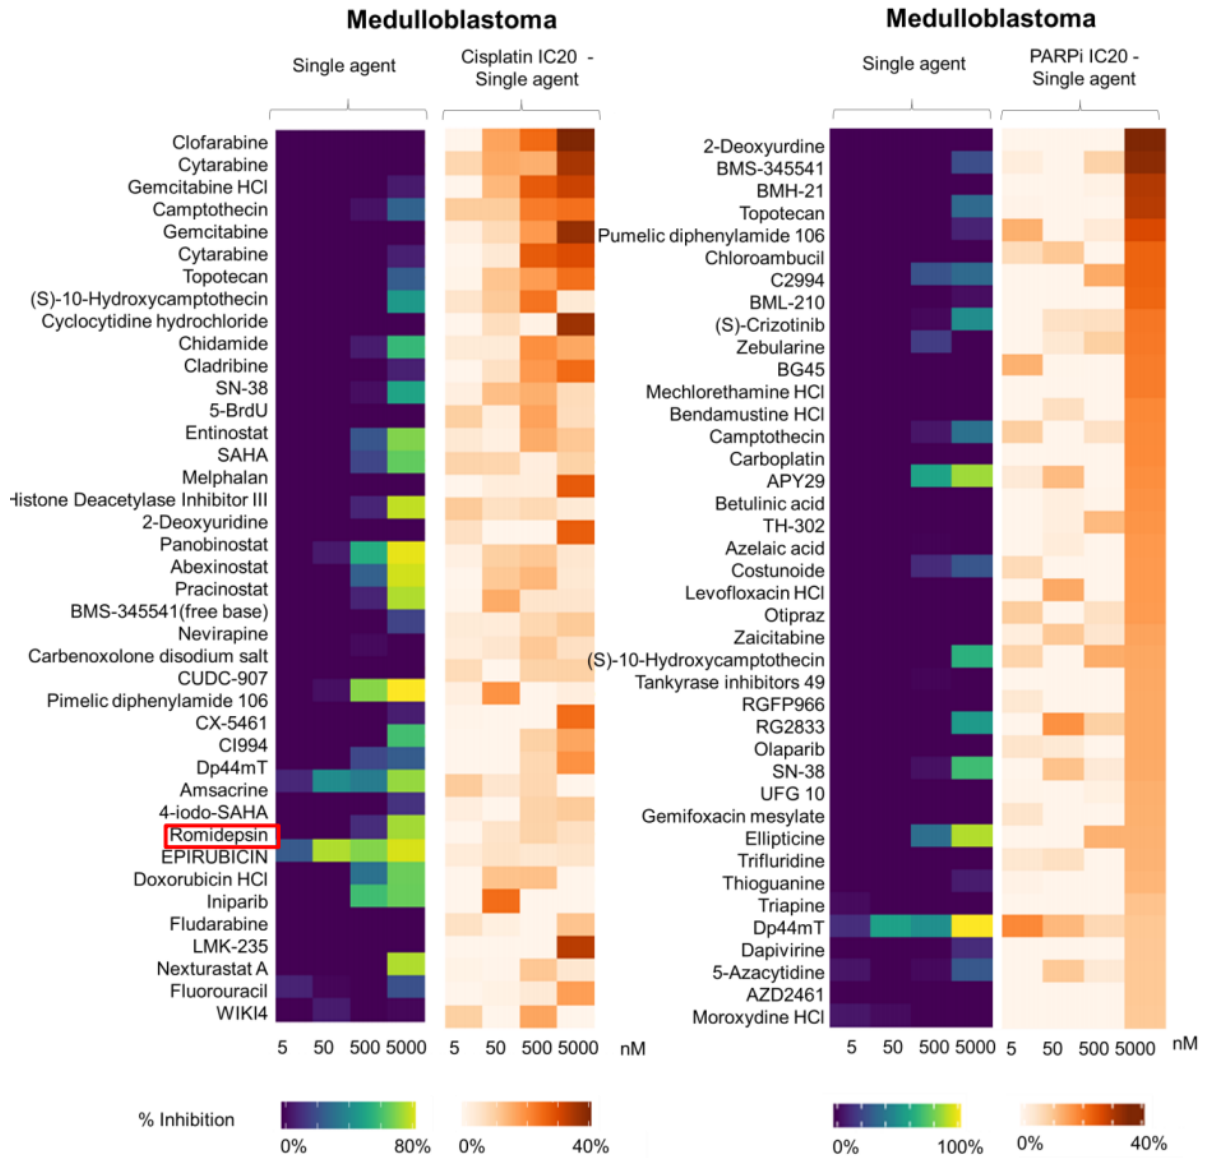 Medulloblastoma
Single agent
Cisplatin IC20 -
Single agent
Clofarabine
Cytarabine
Gemcitabine HCl
Camptothecin
Gemcitabine
Cytarabine
Topotecan
(S)-10-Hydroxycamptothecin
Cyclocytidine hydrochloride
Chidamide
Cladribine
SN-38
5-BrdU
Entinostat
SAHA
Melphalan
Histone Deacetylase Inhibitor III
2-Deoxyuridine
Panobinostat
Abexinostat
Pracinostat
BMS-345541(free base)
Nevirapine
Carbenoxolone disodium salt
CUDC-907
Pimelic diphenylamide 106
CX-5461
CI994
Dp44mT
Amsacrine
4-iodo-SAHA
Romidepsin
EPIRUBICIN
Doxorubicin HCl
Iniparib
Fludarabine
LMK-235
Nexturastat A
Fluorouracil
WIKI4
5 50 500 5000 5 50 500 5000 nM
% Inhibition
0% 80% 0% 40%
Medulloblastoma
Single agent
PARPi IC20 -
Single agent
2-Deoxyurdine
BMS-345541
BMH-21
Topotecan
Pumelic diphenylamide 106
Chloroambucil
C2994
BML-210
(S)-Crizotinib
Zebularine
BG45
Mechlorethamine HCl
Bendamustine HCl
Camptothecin
Carboplatin
APY29
Betulinic acid
TH-302
Azelaic acid
Costunoide
Levofloxacin HCl
Otipraz
Zaicitabine
(S)-10-Hydroxycamptothecin
Tankyrase inhibitors 49
RGFP966
RG2833
Olaparib
SN-38
UFG 10
Gemifoxacin mesylate
Ellipticine
Trifluridine
Thioguanine
Triapine
Dp44mT
Dapivirine
5-Azacytidine
AZD2461
Moroxydine HCl
5 50 500 5000 5 50 500 5000 nM
0% 100% 0% 40%